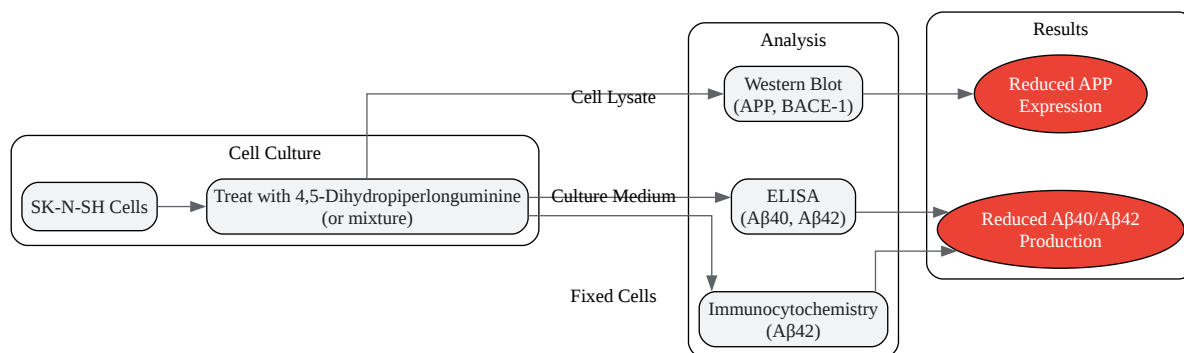 Cell Culture
SK-N-SH Cells
Treat with 4,5-Dihydropiperlonguminine
(or mixture)
Cell Lysate
Culture Medium
Fixed Cells
Analysis
Western Blot
(APP, BACE-1)
ELISA
(Aβ40, Aβ42)
Immunocytochemistry
(Aβ42)
Results
Reduced APP
Expression
Reduced Aβ40/Aβ42
Production